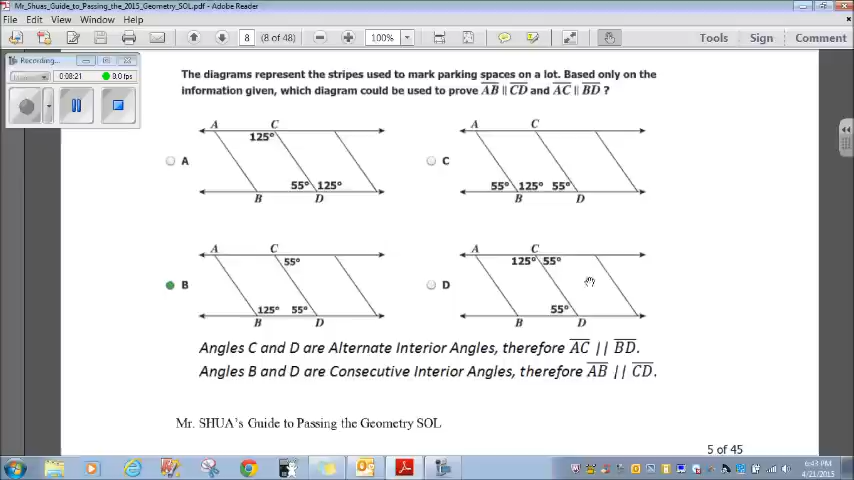 Mr_Shuas_Guide_to_Passing_the_2015_Geometry_SOL.pdf - Adobe Reader
File Edit View Window Help
8 (8 of 48) 100% Tools Sign Comment
Recording...
0:08:21 0.0 fps
The diagrams represent the stripes used to mark parking spaces on a lot. Based only on the
information given, which diagram could be used to prove AB || CD and AC || BD ?
A C
125°
A
55° 125°
B D
A C
C
55° 125° 55°
B D
A C
55°
B
125° 55°
B D
A C
125° 55°
D
55°
B D
Angles C and D are Alternate Interior Angles, therefore AC || BD.
Angles B and D are Consecutive Interior Angles, therefore AB || CD.
Mr. SHUA's Guide to Passing the Geometry SOL
5 of 45
6:43 PM
4/21/2015